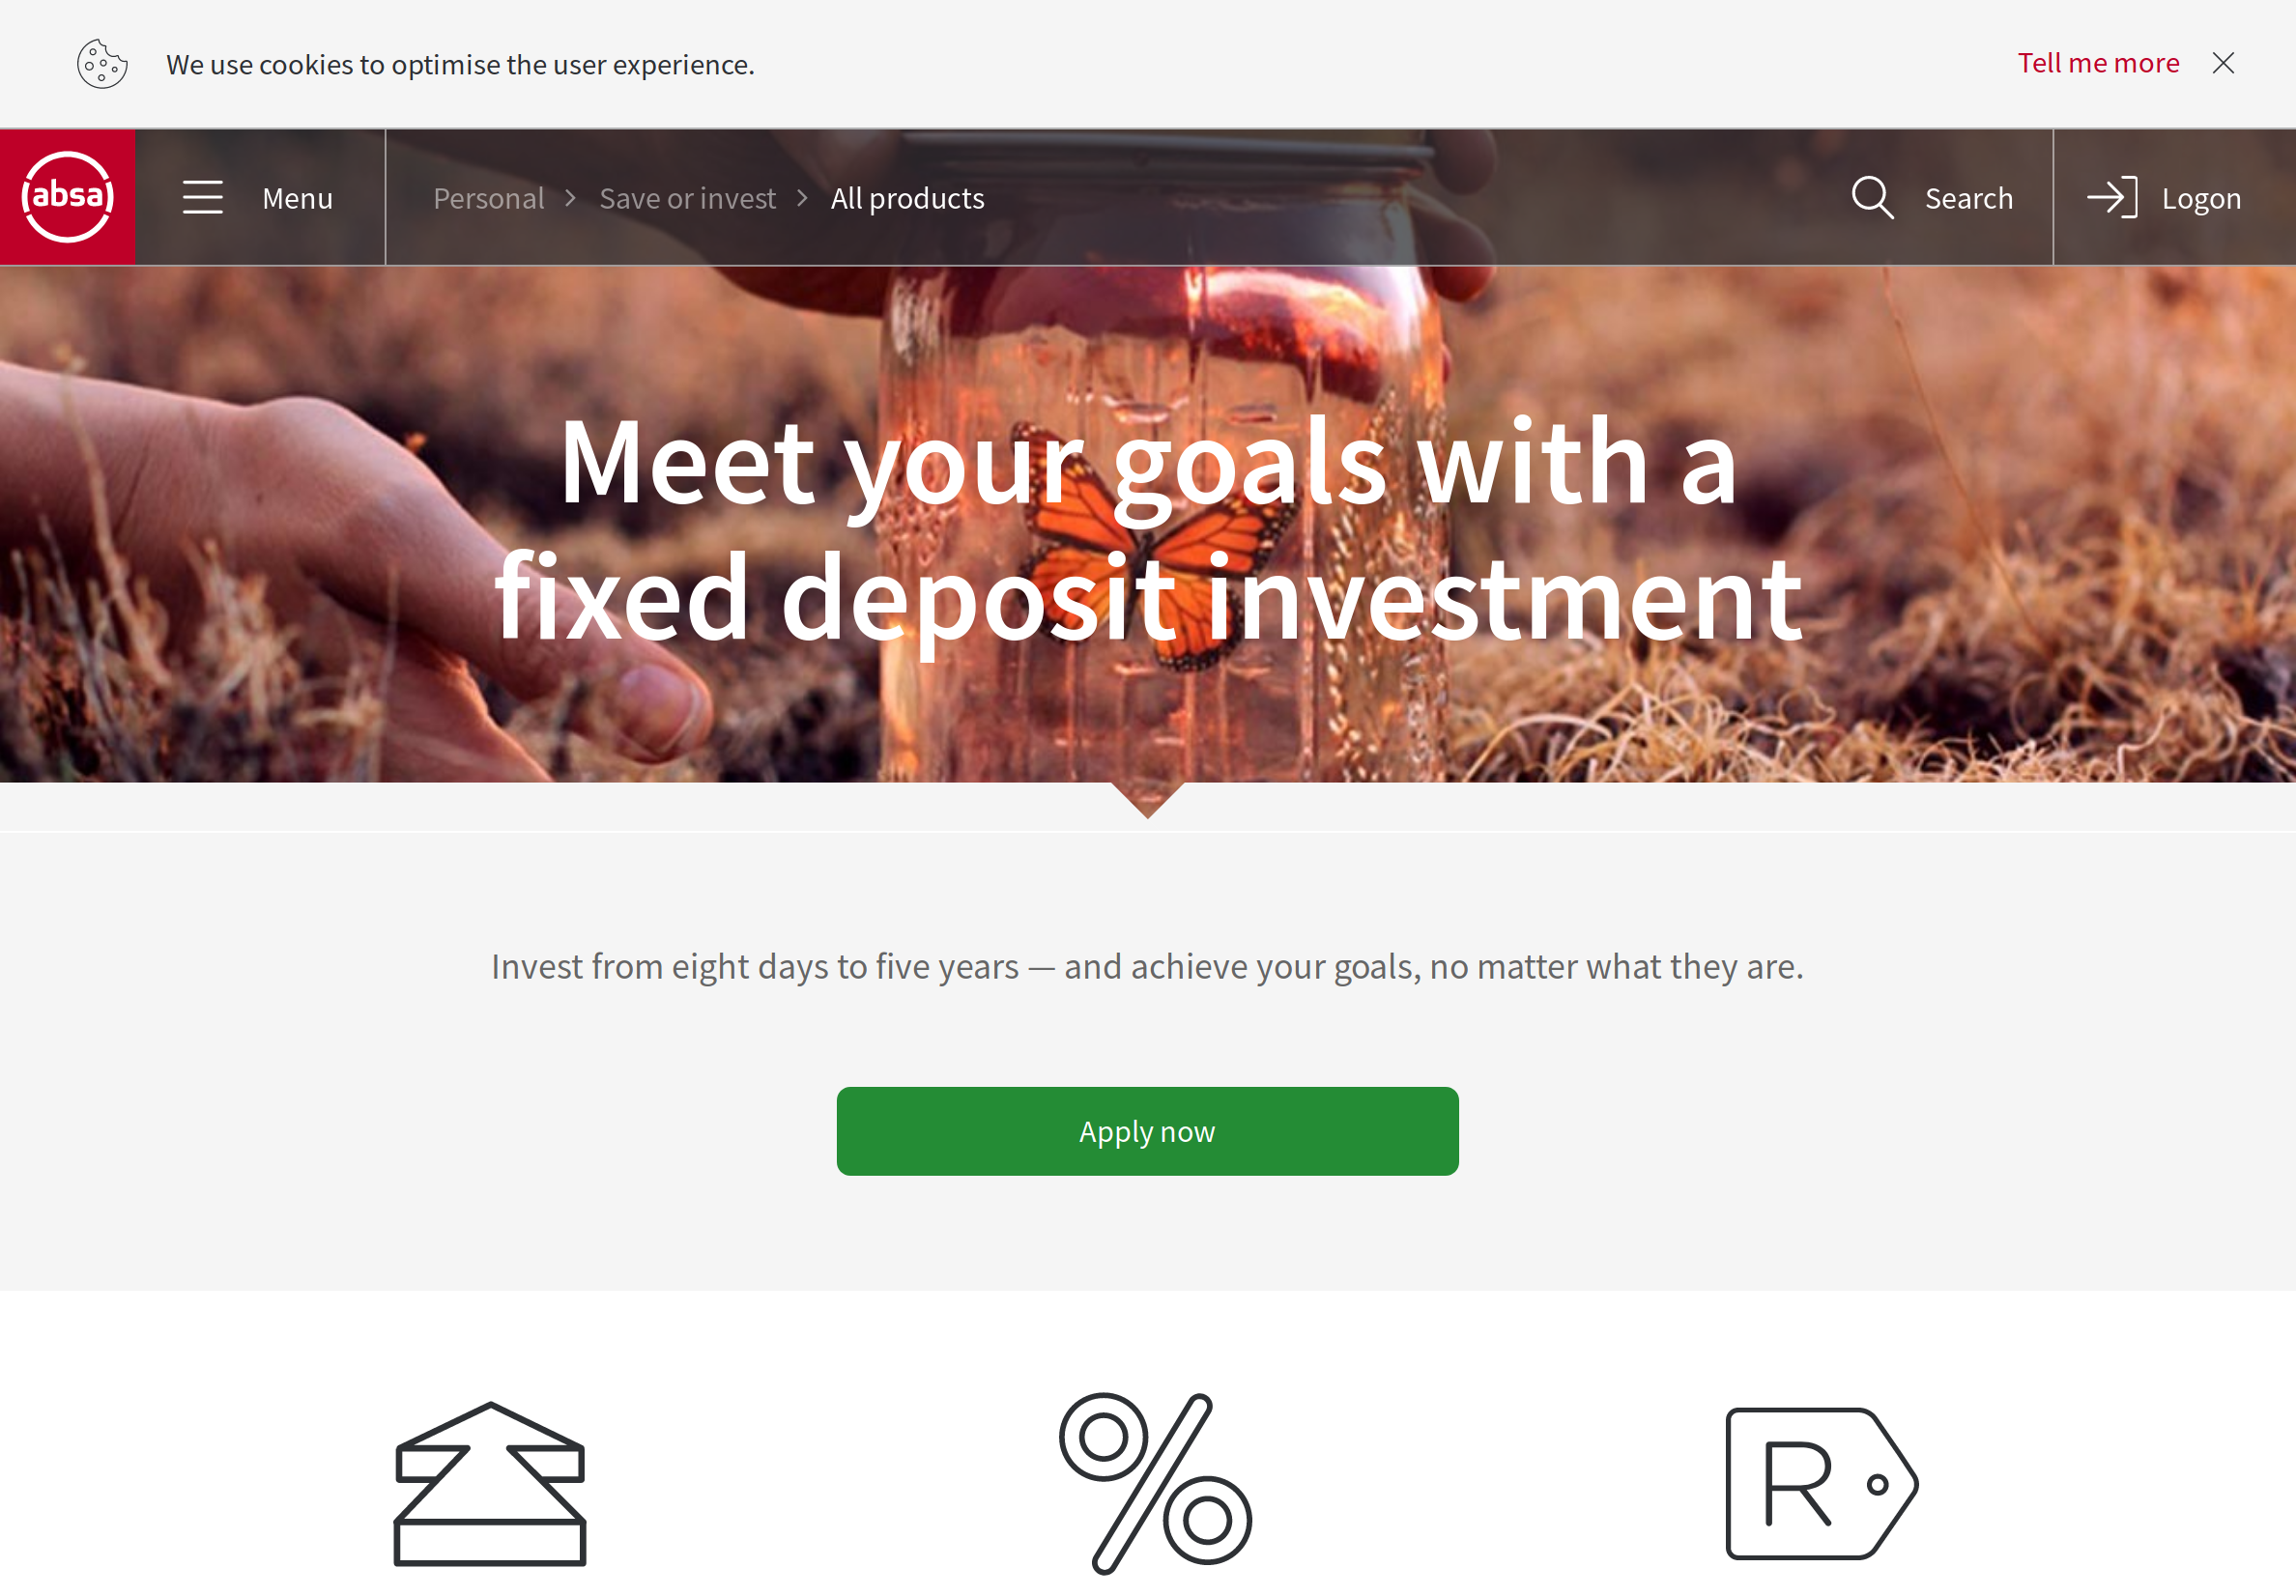 We use cookies to optimise the user experience.
Tell me more
absa
Menu
Personal
Save or invest
All products
Search
Logon
Meet your goals with a
fixed deposit investment
Invest from eight days to five years — and achieve your goals, no matter what they are.
Apply now
R